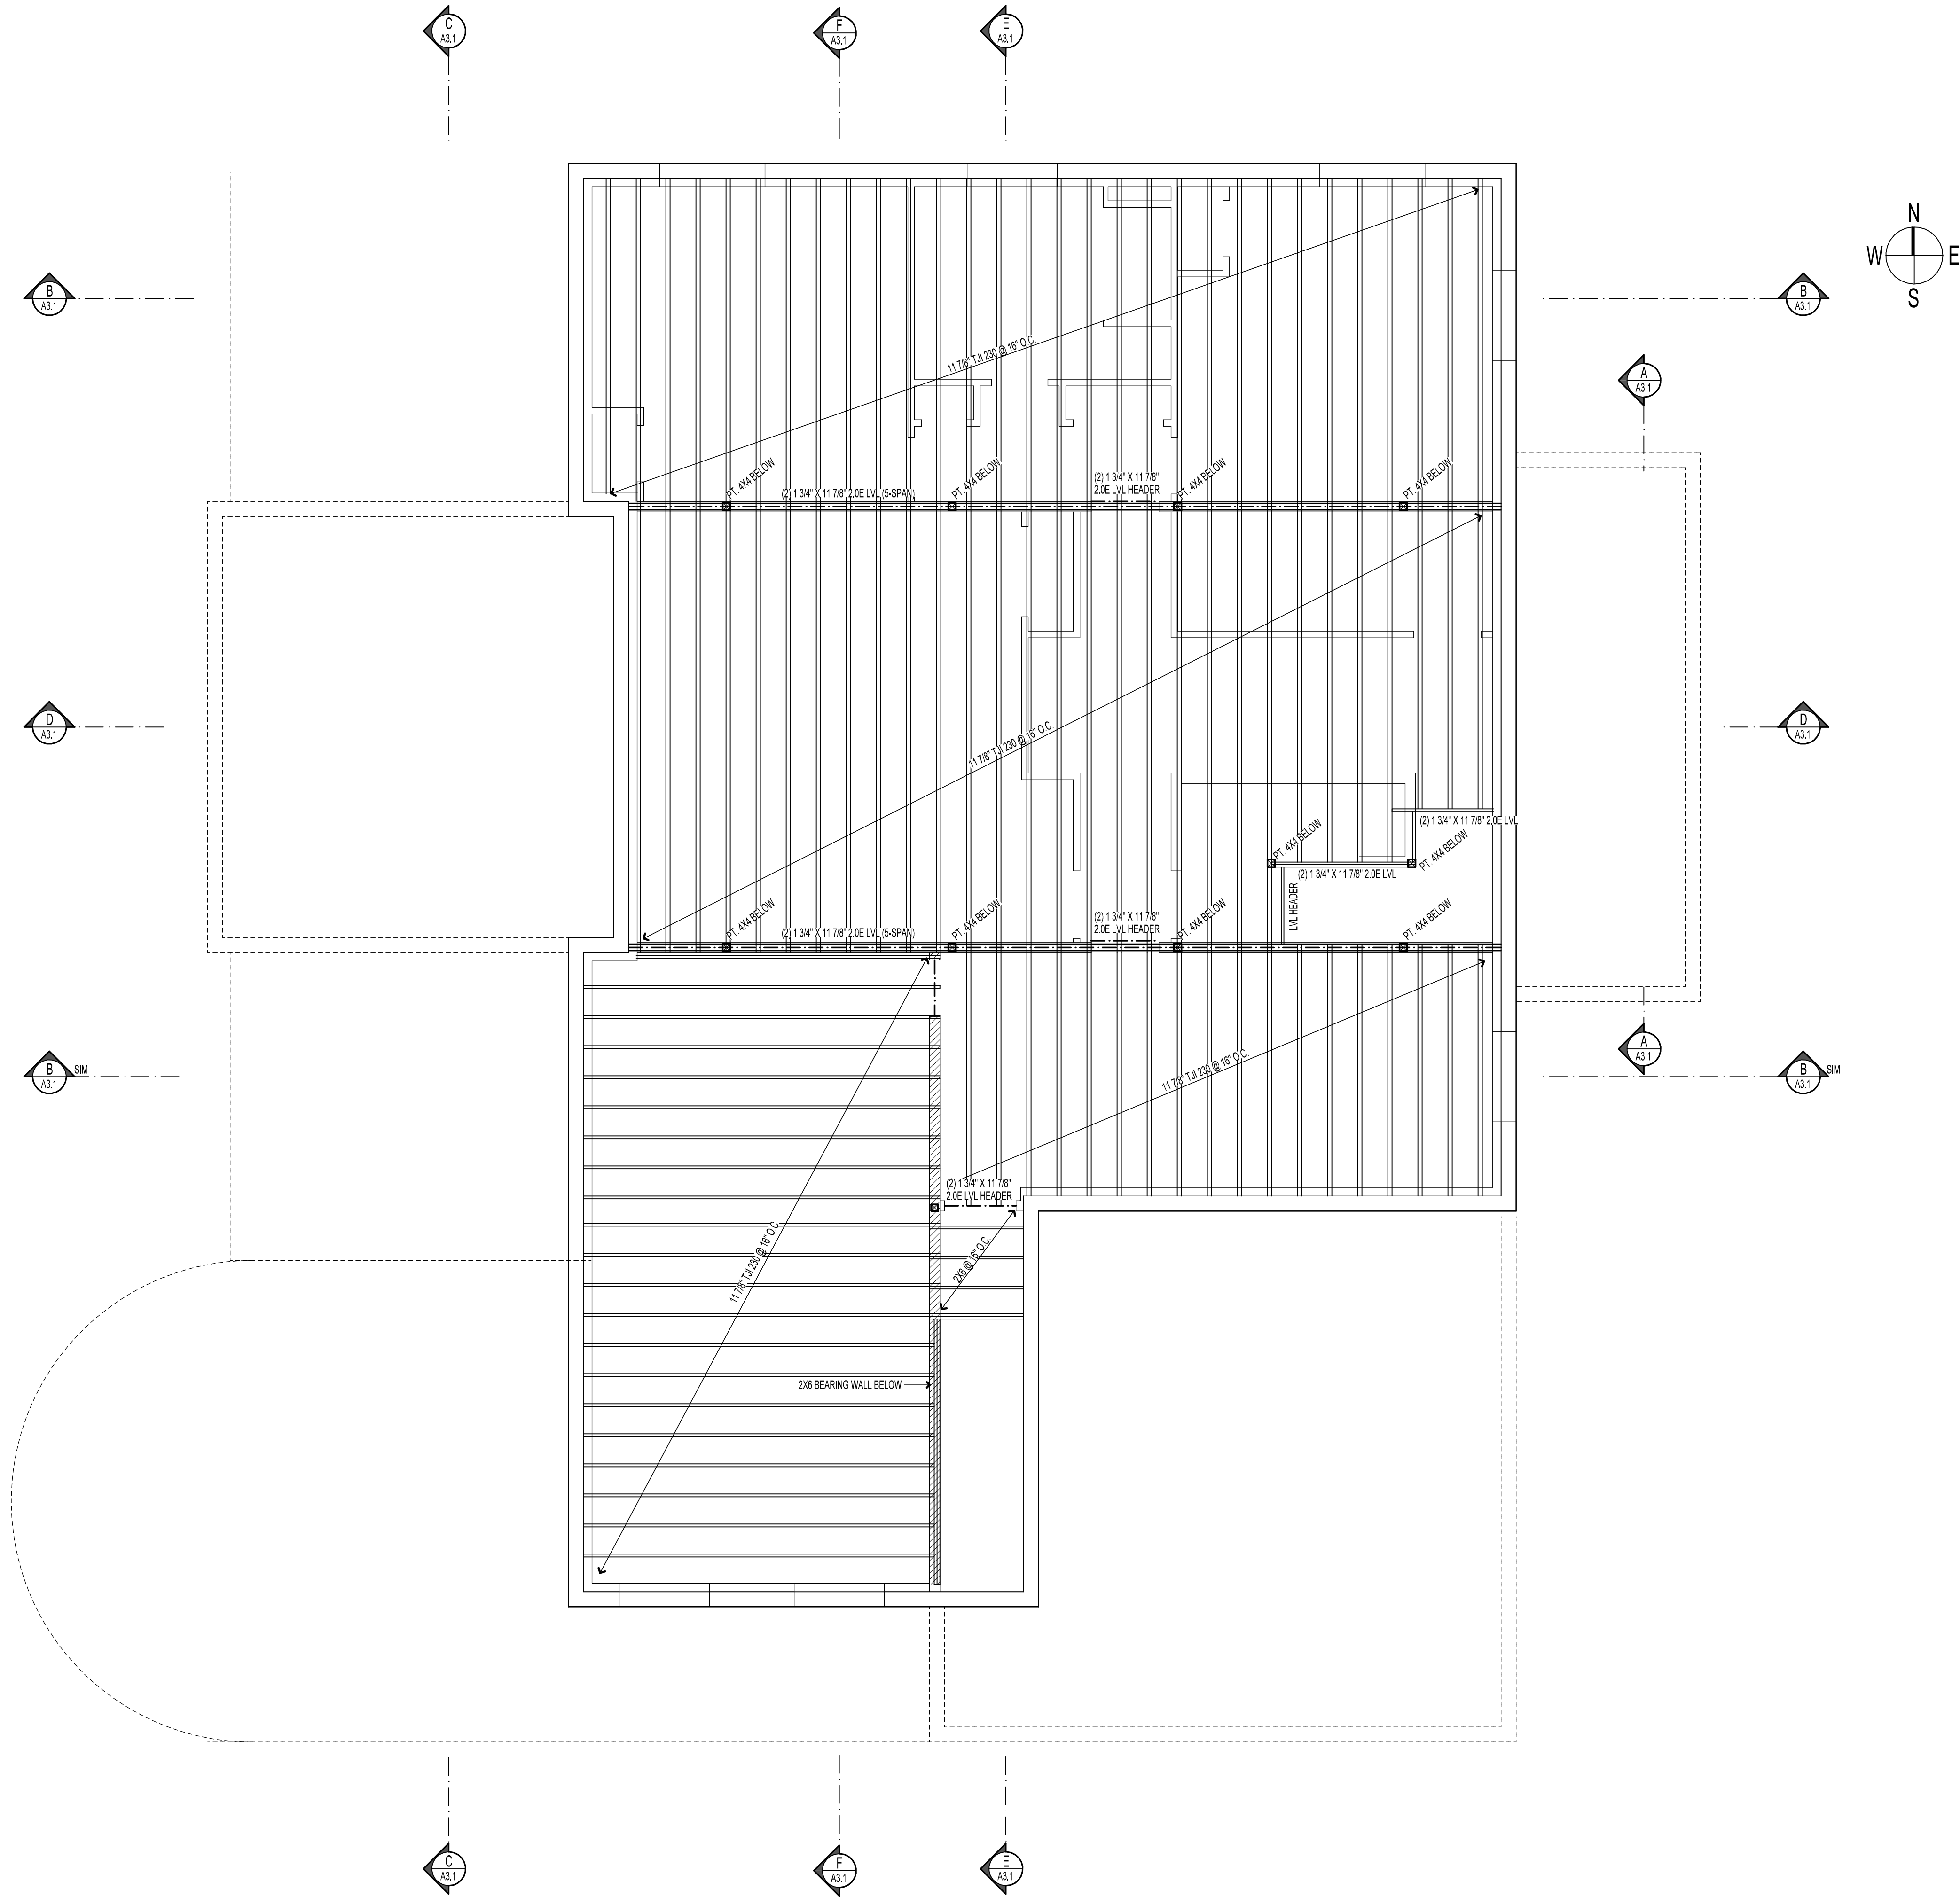 C
A3.1
F
A3.1
E
A3.1
N
W
E
S
B
A3.1
B
A3.1
A
A3.1
11 7/8" TJI 230 @ 16" O.C.
PT. 4X4 BELOW
(2) 1 3/4" X 11 7/8" 2.0E LVL (5-SPAN)
PT. 4X4 BELOW
(2) 1 3/4" X 11 7/8"
2.0E LVL HEADER
PT. 4X4 BELOW
PT. 4X4 BELOW
D
A3.1
D
A3.1
11 7/8" TJI 230 @ 16" O.C.
(2) 1 3/4" X 11 7/8" 2.0E LVL
PT. 4X4 BELOW
PT. 4X4 BELOW
(2) 1 3/4" X 11 7/8" 2.0E LVL
LVL HEADER
PT. 4X4 BELOW
(2) 1 3/4" X 11 7/8" 2.0E LVL (5-SPAN)
PT. 4X4 BELOW
(2) 1 3/4" X 11 7/8"
2.0E LVL HEADER
PT. 4X4 BELOW
PT. 4X4 BELOW
A
A3.1
B
A3.1
SIM
B
A3.1
SIM
11 7/8" TJI 230 @ 16" O.C.
(2) 1 3/4" X 11 7/8"
2.0E LVL HEADER
11 7/8" TJI 230 @ 16" O.C.
2X6 @ 16" O.C.
2X6 BEARING WALL BELOW
C
A3.1
F
A3.1
E
A3.1